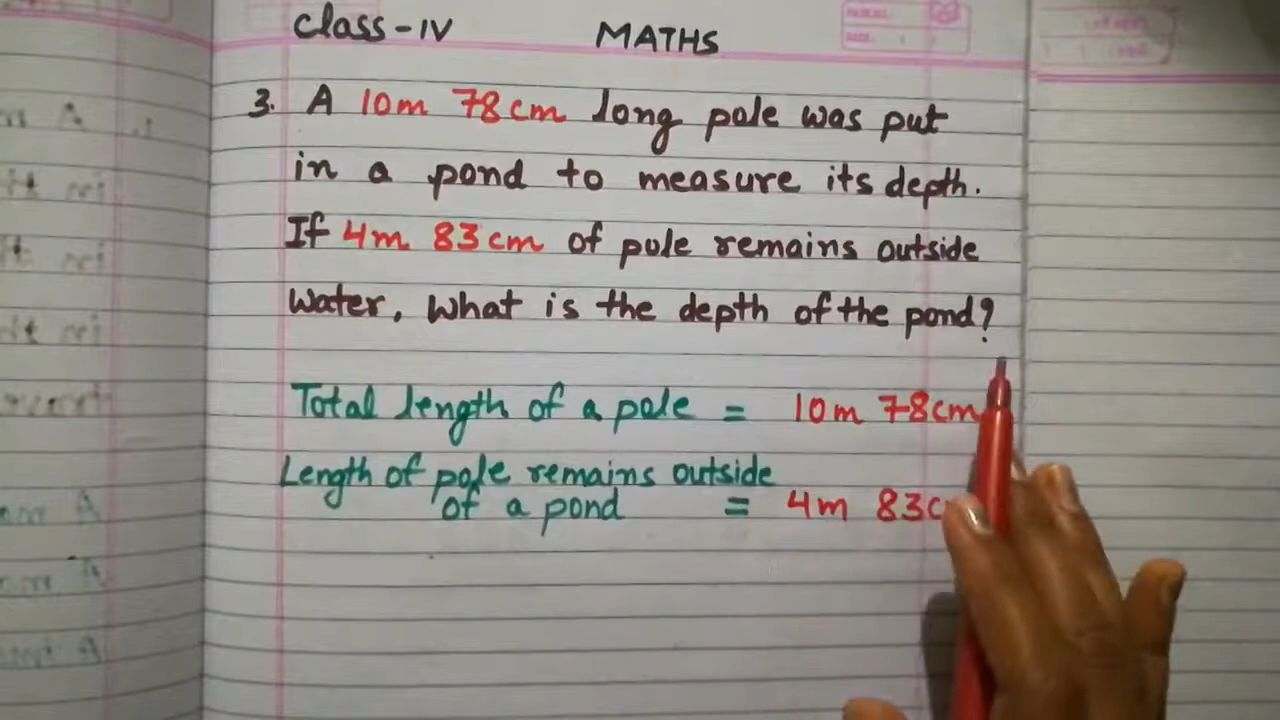 Class-IV MATHS
3. A 10m 78cm long pole was put
in a pond to measure its depth.
If 4m 83cm of pole remains outside
water, what is the depth of the pond?
Total length of a pole = 10m 78cm
Length of pole remains outside
of a pond = 4m 83c